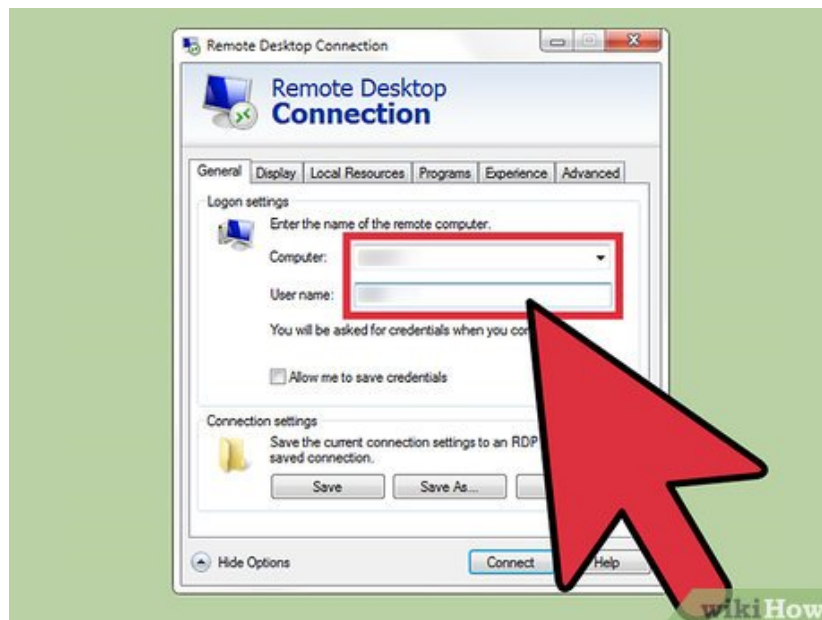 Remote Desktop Connection
Remote Desktop
Connection
General Display Local Resources Programs Experience Advanced
Logon settings
Enter the name of the remote computer.
Computer:
User name:
You will be asked for credentials when you
Allow me to save credentials
Connection settings
Save the current connection settings to an RDP
saved connection.
Save Save As...
Hide Options Connect Help
wikiHow